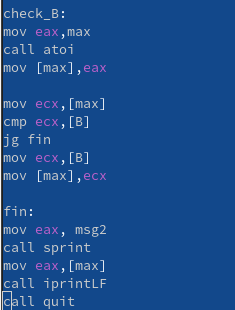 check_B:
mov eax,max
call atoi
mov [max],eax
mov ecx,[max]
cmp ecx,[B]
jg fin
mov ecx,[B]
mov [max],ecx
fin:
mov eax, msg2
call sprint
mov eax,[max]
call iprintLF
call quit